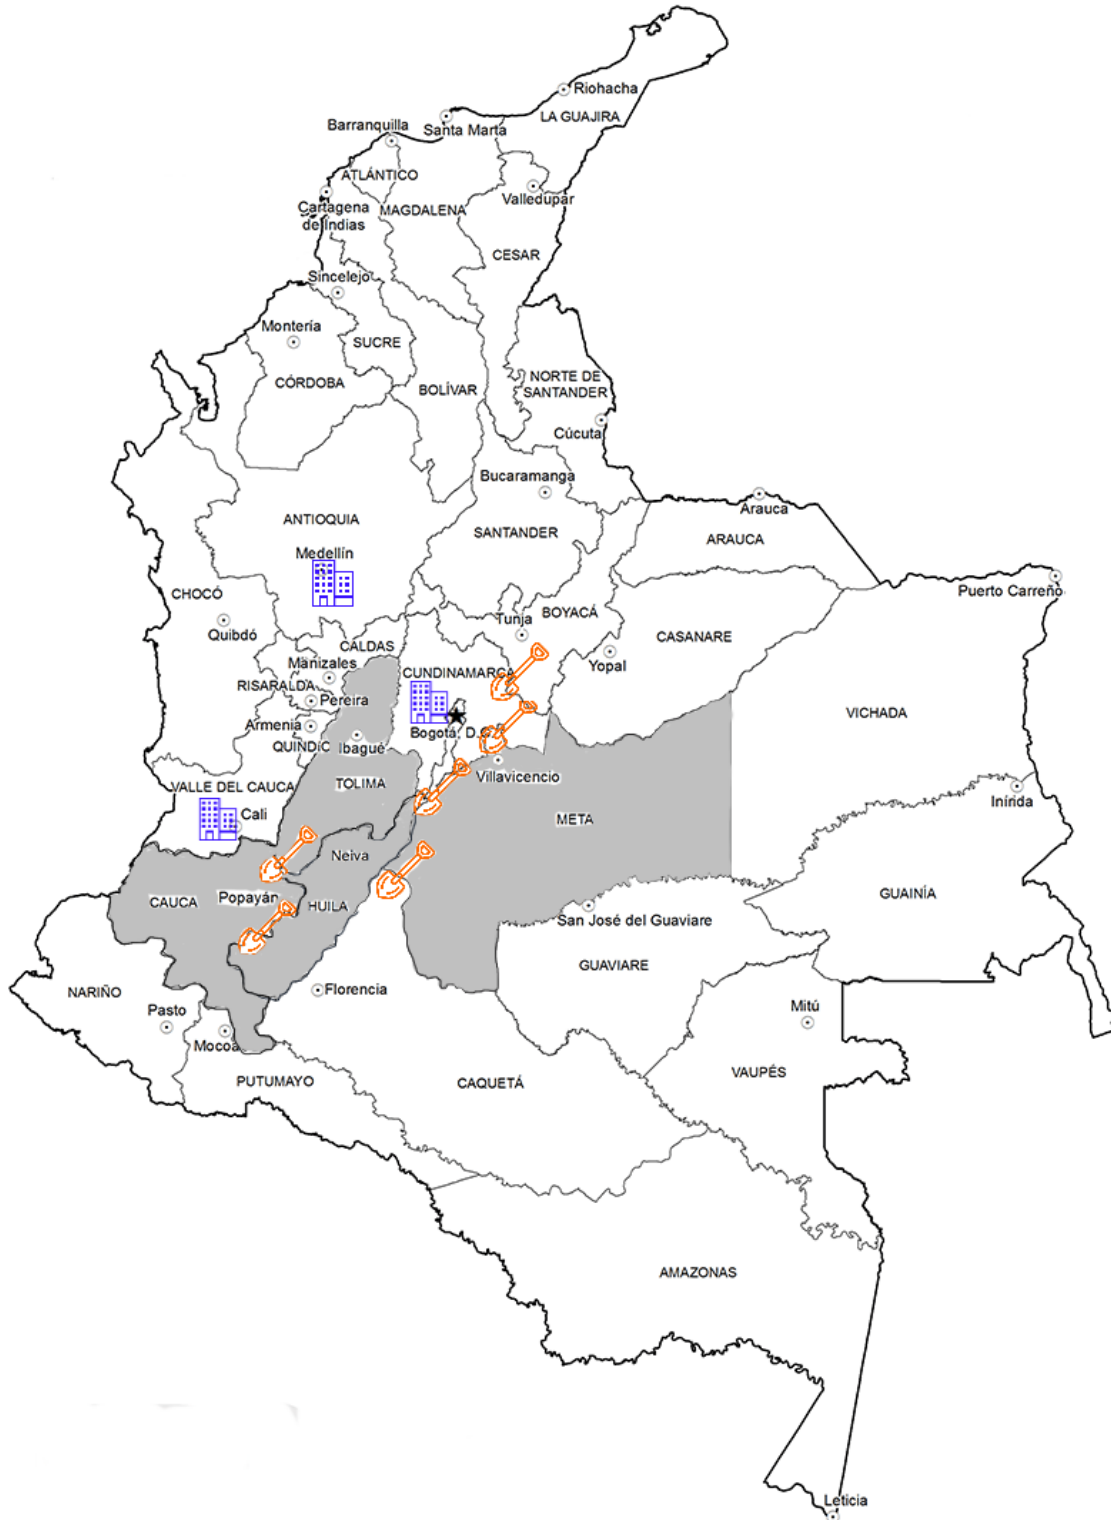 Riohacha
LA GUAJIRA
Santa Marta
Barranquilla
ATLÁNTICO
Valledupar
Cartagena
de Indias
MAGDALENA
CESAR
Sincelejo
Montería
SUCRE
CÓRDOBA
BOLÍVAR
NORTE DE
SANTANDER
Cúcuta
Bucaramanga
Arauca
ANTIOQUIA
SANTANDER
ARAUCA
Medellín
CHOCÓ
Puerto Carreño
BOYACÁ
Tunja
Quibdó
CASANARE
CALDAS
Manizales
Yopal
CUNDINAMARCA
RISARALDA
Pereira
VICHADA
Armenia
Bogotá, D.C
QUINDÍO
Ibagué
Villavicencio
VALLE DEL CAUCA
TOLIMA
Inírida
Cali
META
Neiva
GUAINÍA
CAUCA
Popayán
HUILA
San José del Guaviare
GUAVIARE
NARIÑO
Florencia
Mitú
Pasto
Mocoa
VAUPÉS
PUTUMAYO
CAQUETÁ
AMAZONAS
Leticia